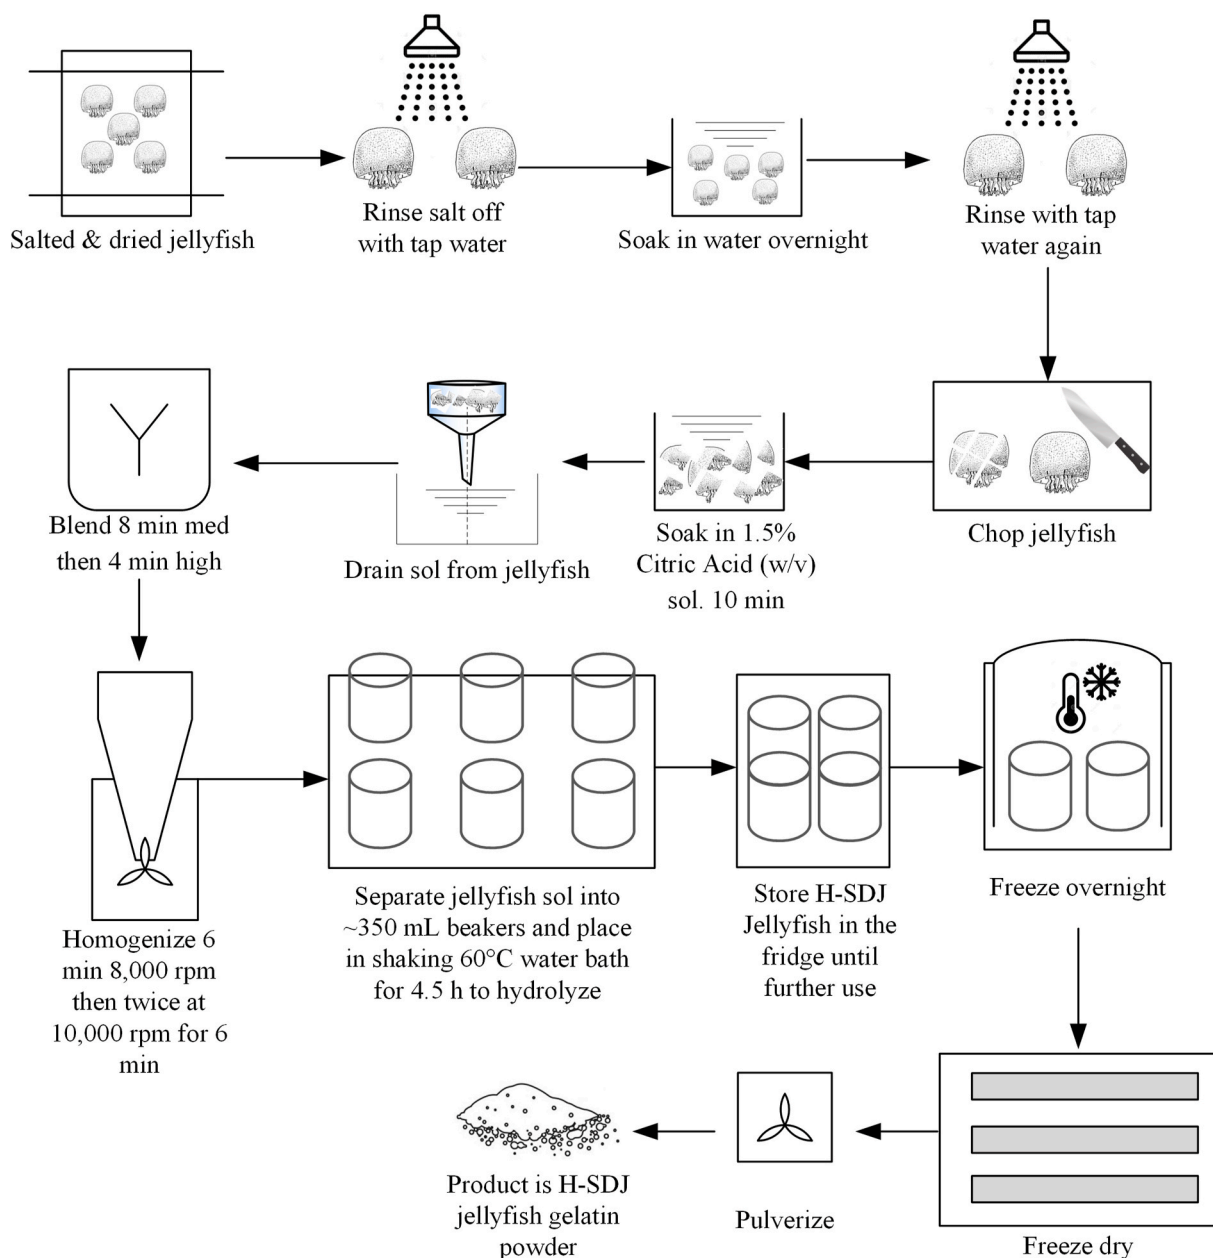 Salted & dried jellyfish
Rinse salt off
with tap water
Soak in water overnight
Rinse with tap
water again
Blend 8 min med
then 4 min high
Drain sol from jellyfish
Soak in 1.5%
Citric Acid (w/v)
sol. 10 min
Chop jellyfish
Homogenize 6
min 8,000 rpm
then twice at
10,000 rpm for 6
min
Separate jellyfish sol into
~350 mL beakers and place
in shaking 60°C water bath
for 4.5 h to hydrolyze
Store H-SDJ
Jellyfish in the
fridge until
further use
Freeze overnight
Product is H-SDJ
jellyfish gelatin
powder
Pulverize
Freeze dry